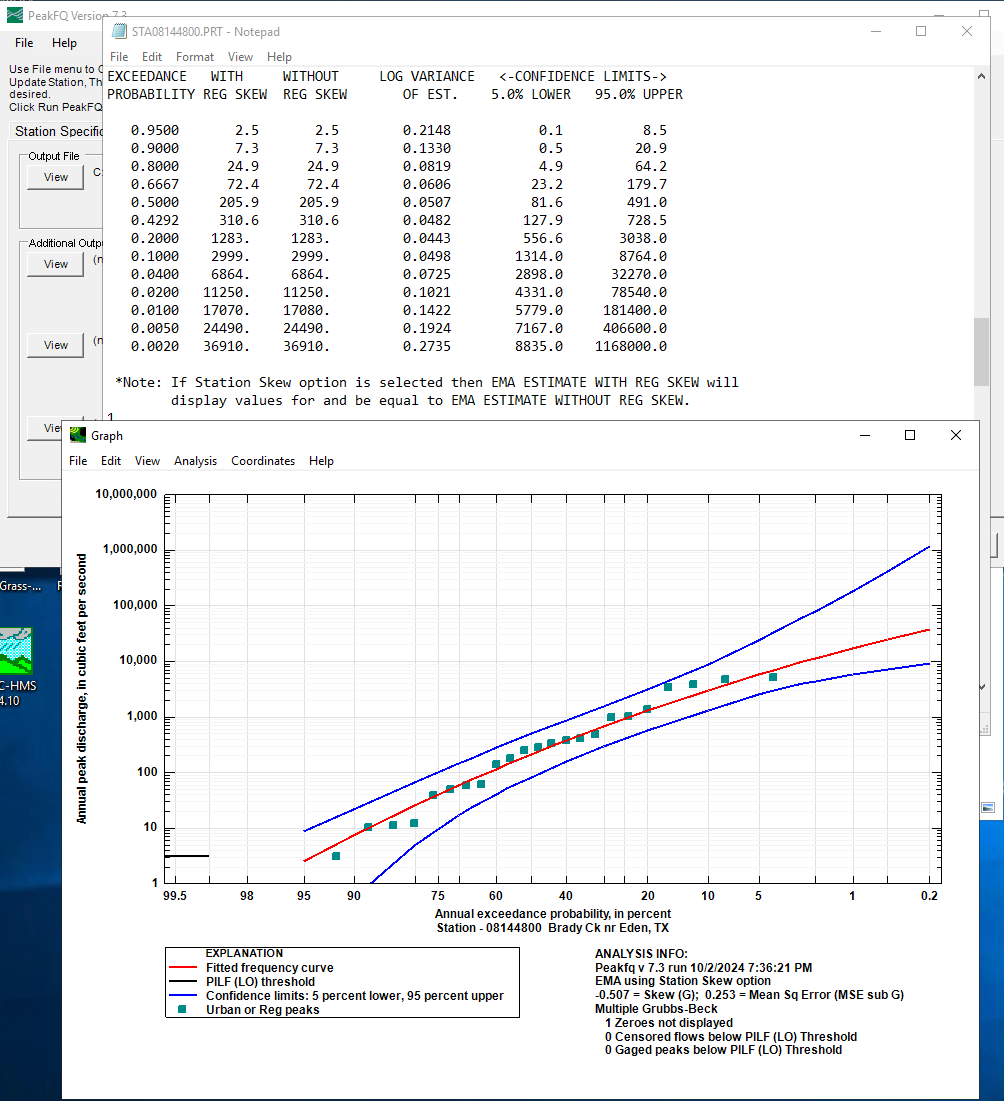 PeakFQ Version 7.3
File Help
Use File menu to
Update Station, Th
desired.
Click Run PeakFQ
Station Specific
Output File
View
Additional Outp
View
View
STA08144800.PRT - Notepad
File Edit Format View Help
EXCEEDANCE WITH WITHOUT LOG VARIANCE <-CONFIDENCE LIMITS->
PROBABILITY REG SKEW REG SKEW OF EST. 5.0% LOWER 95.0% UPPER
0.9500 2.5 2.5 0.2148 0.1 8.5
0.9000 7.3 7.3 0.1330 0.5 20.9
0.8000 24.9 24.9 0.0819 4.9 64.2
0.6667 72.4 72.4 0.0606 23.2 179.7
0.5000 205.9 205.9 0.0507 81.6 491.0
0.4292 310.6 310.6 0.0482 127.9 728.5
0.2000 1283. 1283. 0.0443 556.6 3038.0
0.1000 2999. 2999. 0.0498 1314.0 8764.0
0.0400 6864. 6864. 0.0725 2898.0 32270.0
0.0200 11250. 11250. 0.1021 4331.0 78540.0
0.0100 17070. 17080. 0.1422 5779.0 181400.0
0.0050 24490. 24490. 0.1924 7167.0 406600.0
0.0020 36910. 36910. 0.2735 8835.0 1168000.0
*Note: If Station Skew option is selected then EMA ESTIMATE WITH REG SKEW will
display values for and be equal to EMA ESTIMATE WITHOUT REG SKEW.
1
Grass-...
C-HMS
4.10
Graph
File Edit View Analysis Coordinates Help
10,000,000
1,000,000
100,000
10,000
1,000
100
10
1
Annual peak discharge, in cubic feet per second
99.5 98 95 90 75 60 40 20 10 5 1 0.2
Annual exceedance probability, in percent
Station - 08144800 Brady Ck nr Eden, TX
EXPLANATION
Fitted frequency curve
PILF (LO) threshold
Confidence limits: 5 percent lower, 95 percent upper
Urban or Reg peaks
ANALYSIS INFO:
Peakfq v 7.3 run 10/2/2024 7:36:21 PM
EMA using Station Skew option
-0.507 = Skew (G); 0.253 = Mean Sq Error (MSE sub G)
Multiple Grubbs-Beck
1 Zeroes not displayed
0 Censored flows below PILF (LO) Threshold
0 Gaged peaks below PILF (LO) Threshold